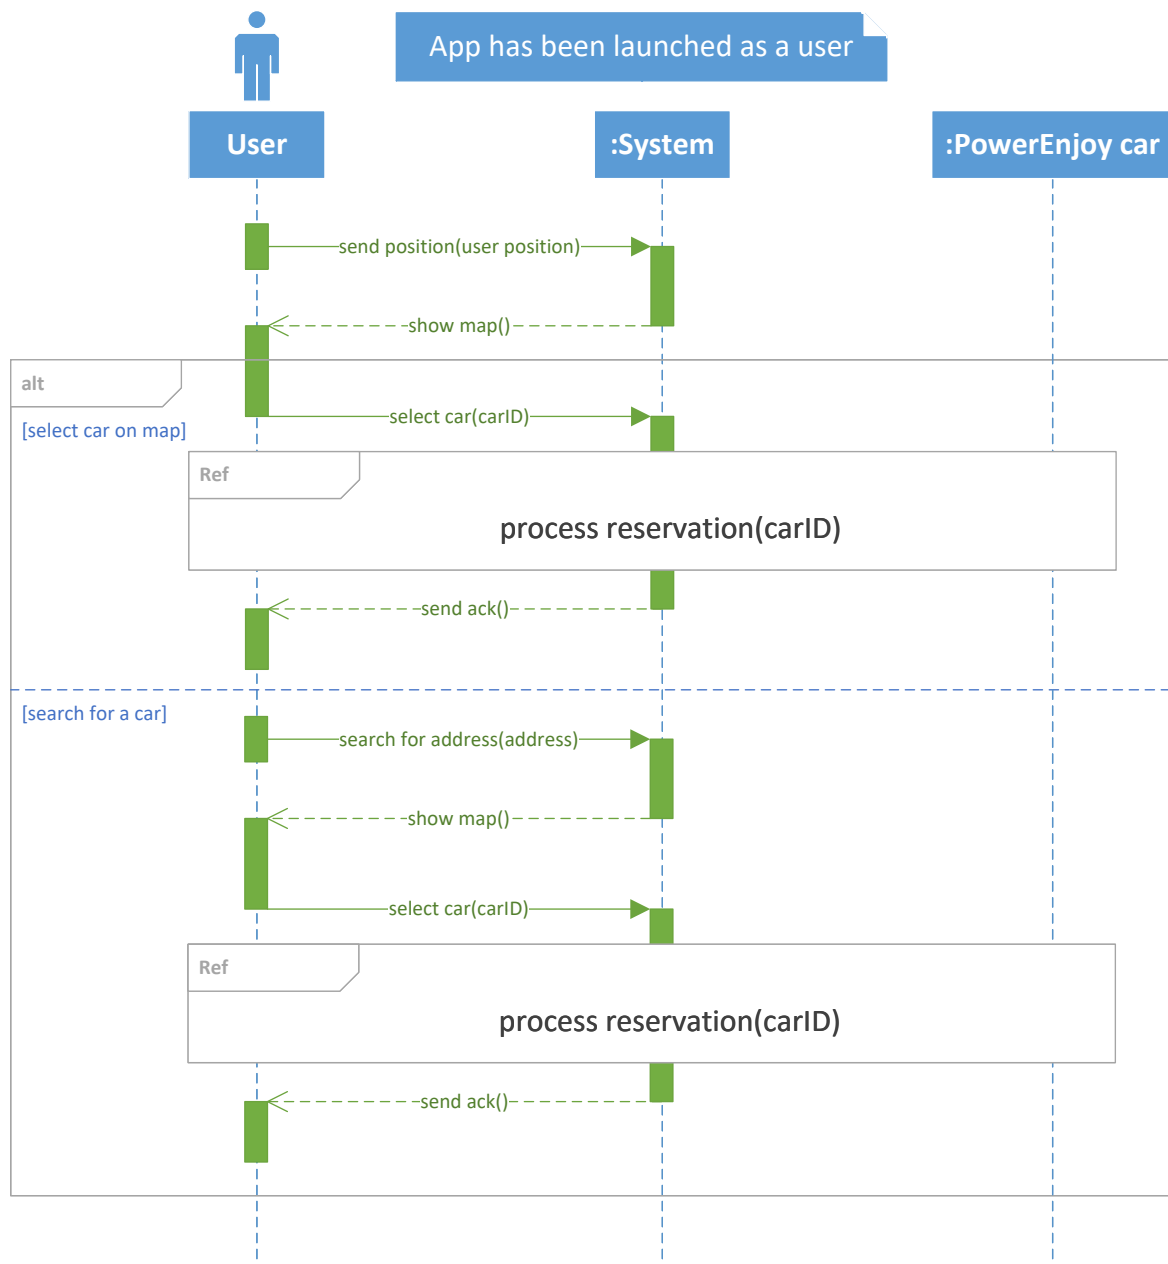 App has been launched as a user
User
:System
:PowerEnjoy car
send position(user position)
show map()
alt
select car(carID)
[select car on map]
Ref
process reservation(carID)
send ack()
[search for a car]
search for address(address)
show map()
select car(carID)
Ref
process reservation(carID)
send ack()